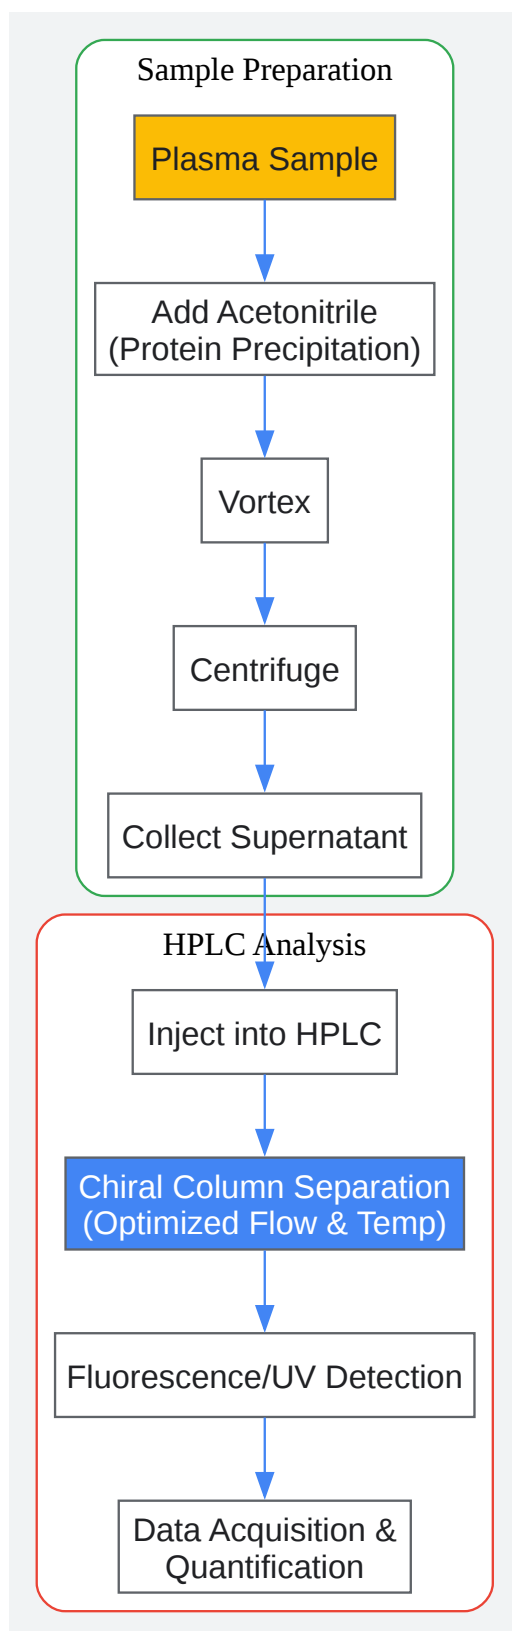 Sample Preparation
Plasma Sample
Add Acetonitrile
(Protein Precipitation)
Vortex
Centrifuge
Collect Supernatant
HPLC Analysis
Inject into HPLC
Chiral Column Separation
(Optimized Flow & Temp)
Fluorescence/UV Detection
Data Acquisition &
Quantification